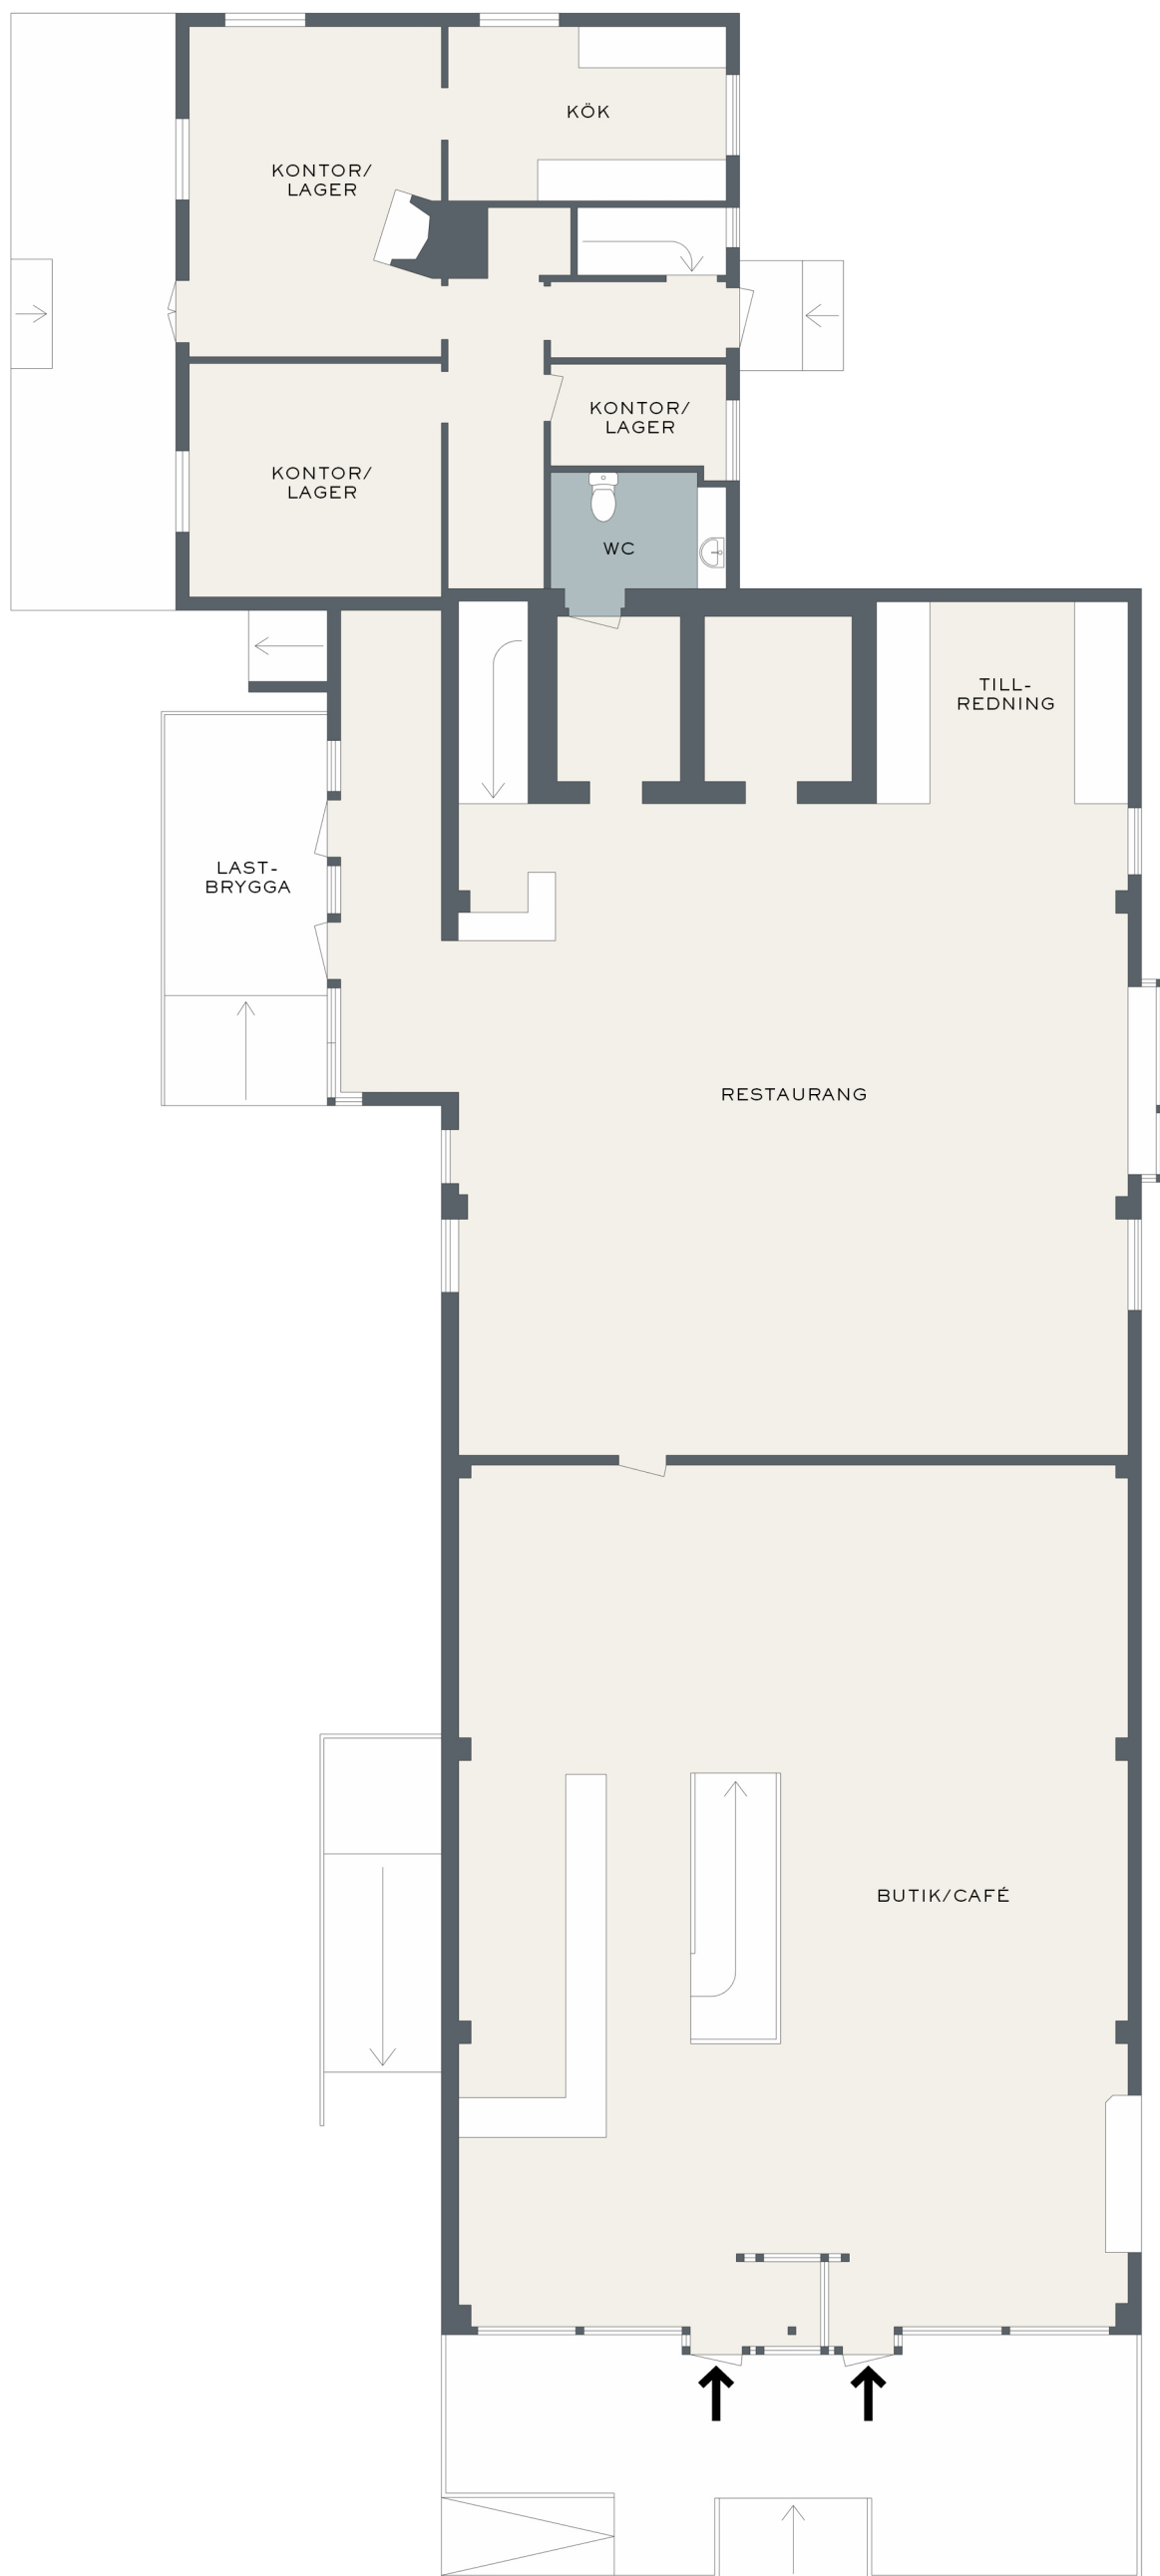 KÖK
KONTOR/
LAGER
KONTOR/
LAGER
KONTOR/
LAGER
WC
TILL-
REDNING
LAST-
BRYGGA
RESTAURANG
BUTIK/CAFÉ